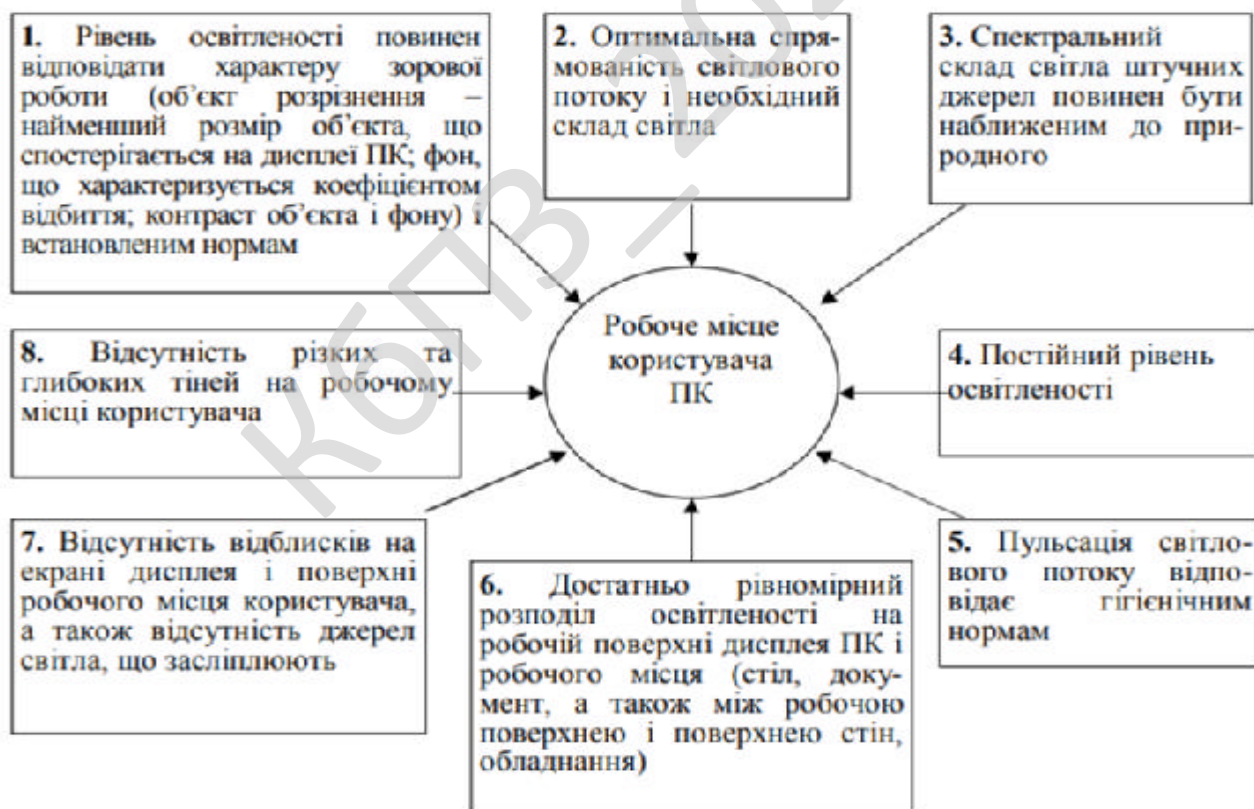 1. Рівень освітленості повинен
відповідати характеру зорової
роботи (об’єкт розрізнення –
найменший розмір об’єкта, що
спостерігається на дисплеї ПК; фон,
що характеризується коефіцієнтом
відбиття; контраст об’єкта і фону) і
встановленим нормам
2. Оптимальна спря-
мованість світлового
потоку і необхідний
склад світла
3. Спектральний
склад світла штучних
джерел повинен бути
наближеним до при-
родного
Робоче місце
користувача
ПК
4. Постійний рівень
освітленості
5. Пульсація світло-
вого потоку відпо-
відає гігієнічним
нормам
6. Достатньо рівномірний
розподіл освітленості на
робочій поверхні дисплея ПК і
робочого місця (стіл, доку-
мент, а також між робочою
поверхнею і поверхнею стін,
обладнання)
7. Відсутність відблисків на
екрані дисплея і поверхні
робочого місця користувача,
а також відсутність джерел
світла, що засліплюють
8. Відсутність різких та
глибоких тіней на робочому
місці користувача